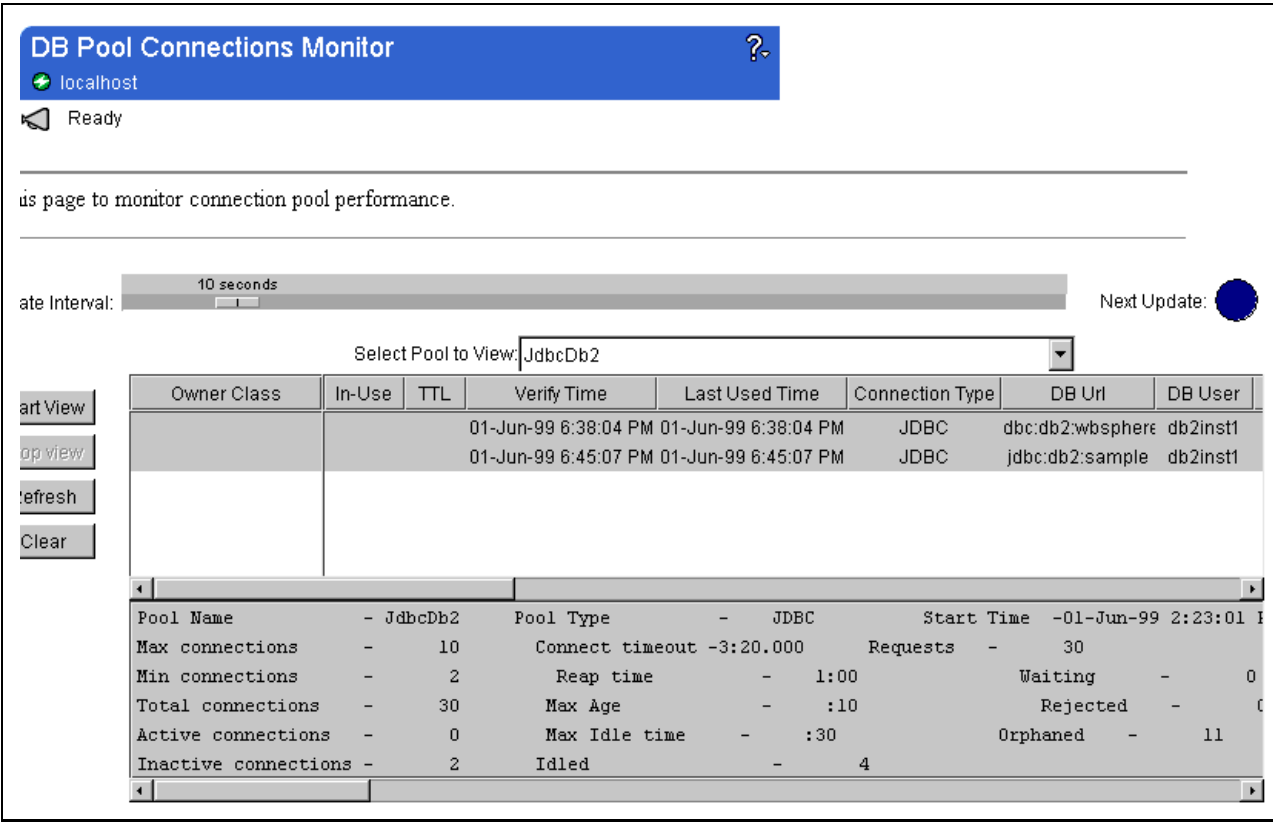 DB Pool Connections Monitor
localhost
Ready
is page to monitor connection pool performance.
10 seconds
ate Interval:
Next Update:
Select Pool to View: JdbcDb2
Owner Class In-Use TTL Verify Time Last Used Time Connection Type DB Url DB User
01-Jun-99 6:38:04 PM 01-Jun-99 6:38:04 PM JDBC dbc:db2:wbsphere db2inst1
01-Jun-99 6:45:07 PM 01-Jun-99 6:45:07 PM JDBC jdbc:db2:sample db2inst1
art View
op view
efresh
Clear
Pool Name - JdbcDb2 Pool Type - JDBC Start Time -01-Jun-99 2:23:01
Max connections - 10 Connect timeout -3:20.000 Requests - 30
Min connections - 2 Reap time - 1:00 Waiting - 0
Total connections - 30 Max Age - :10 Rejected - 0
Active connections - 0 Max Idle time - :30 Orphaned - 11
Inactive connections - 2 Idled - 4